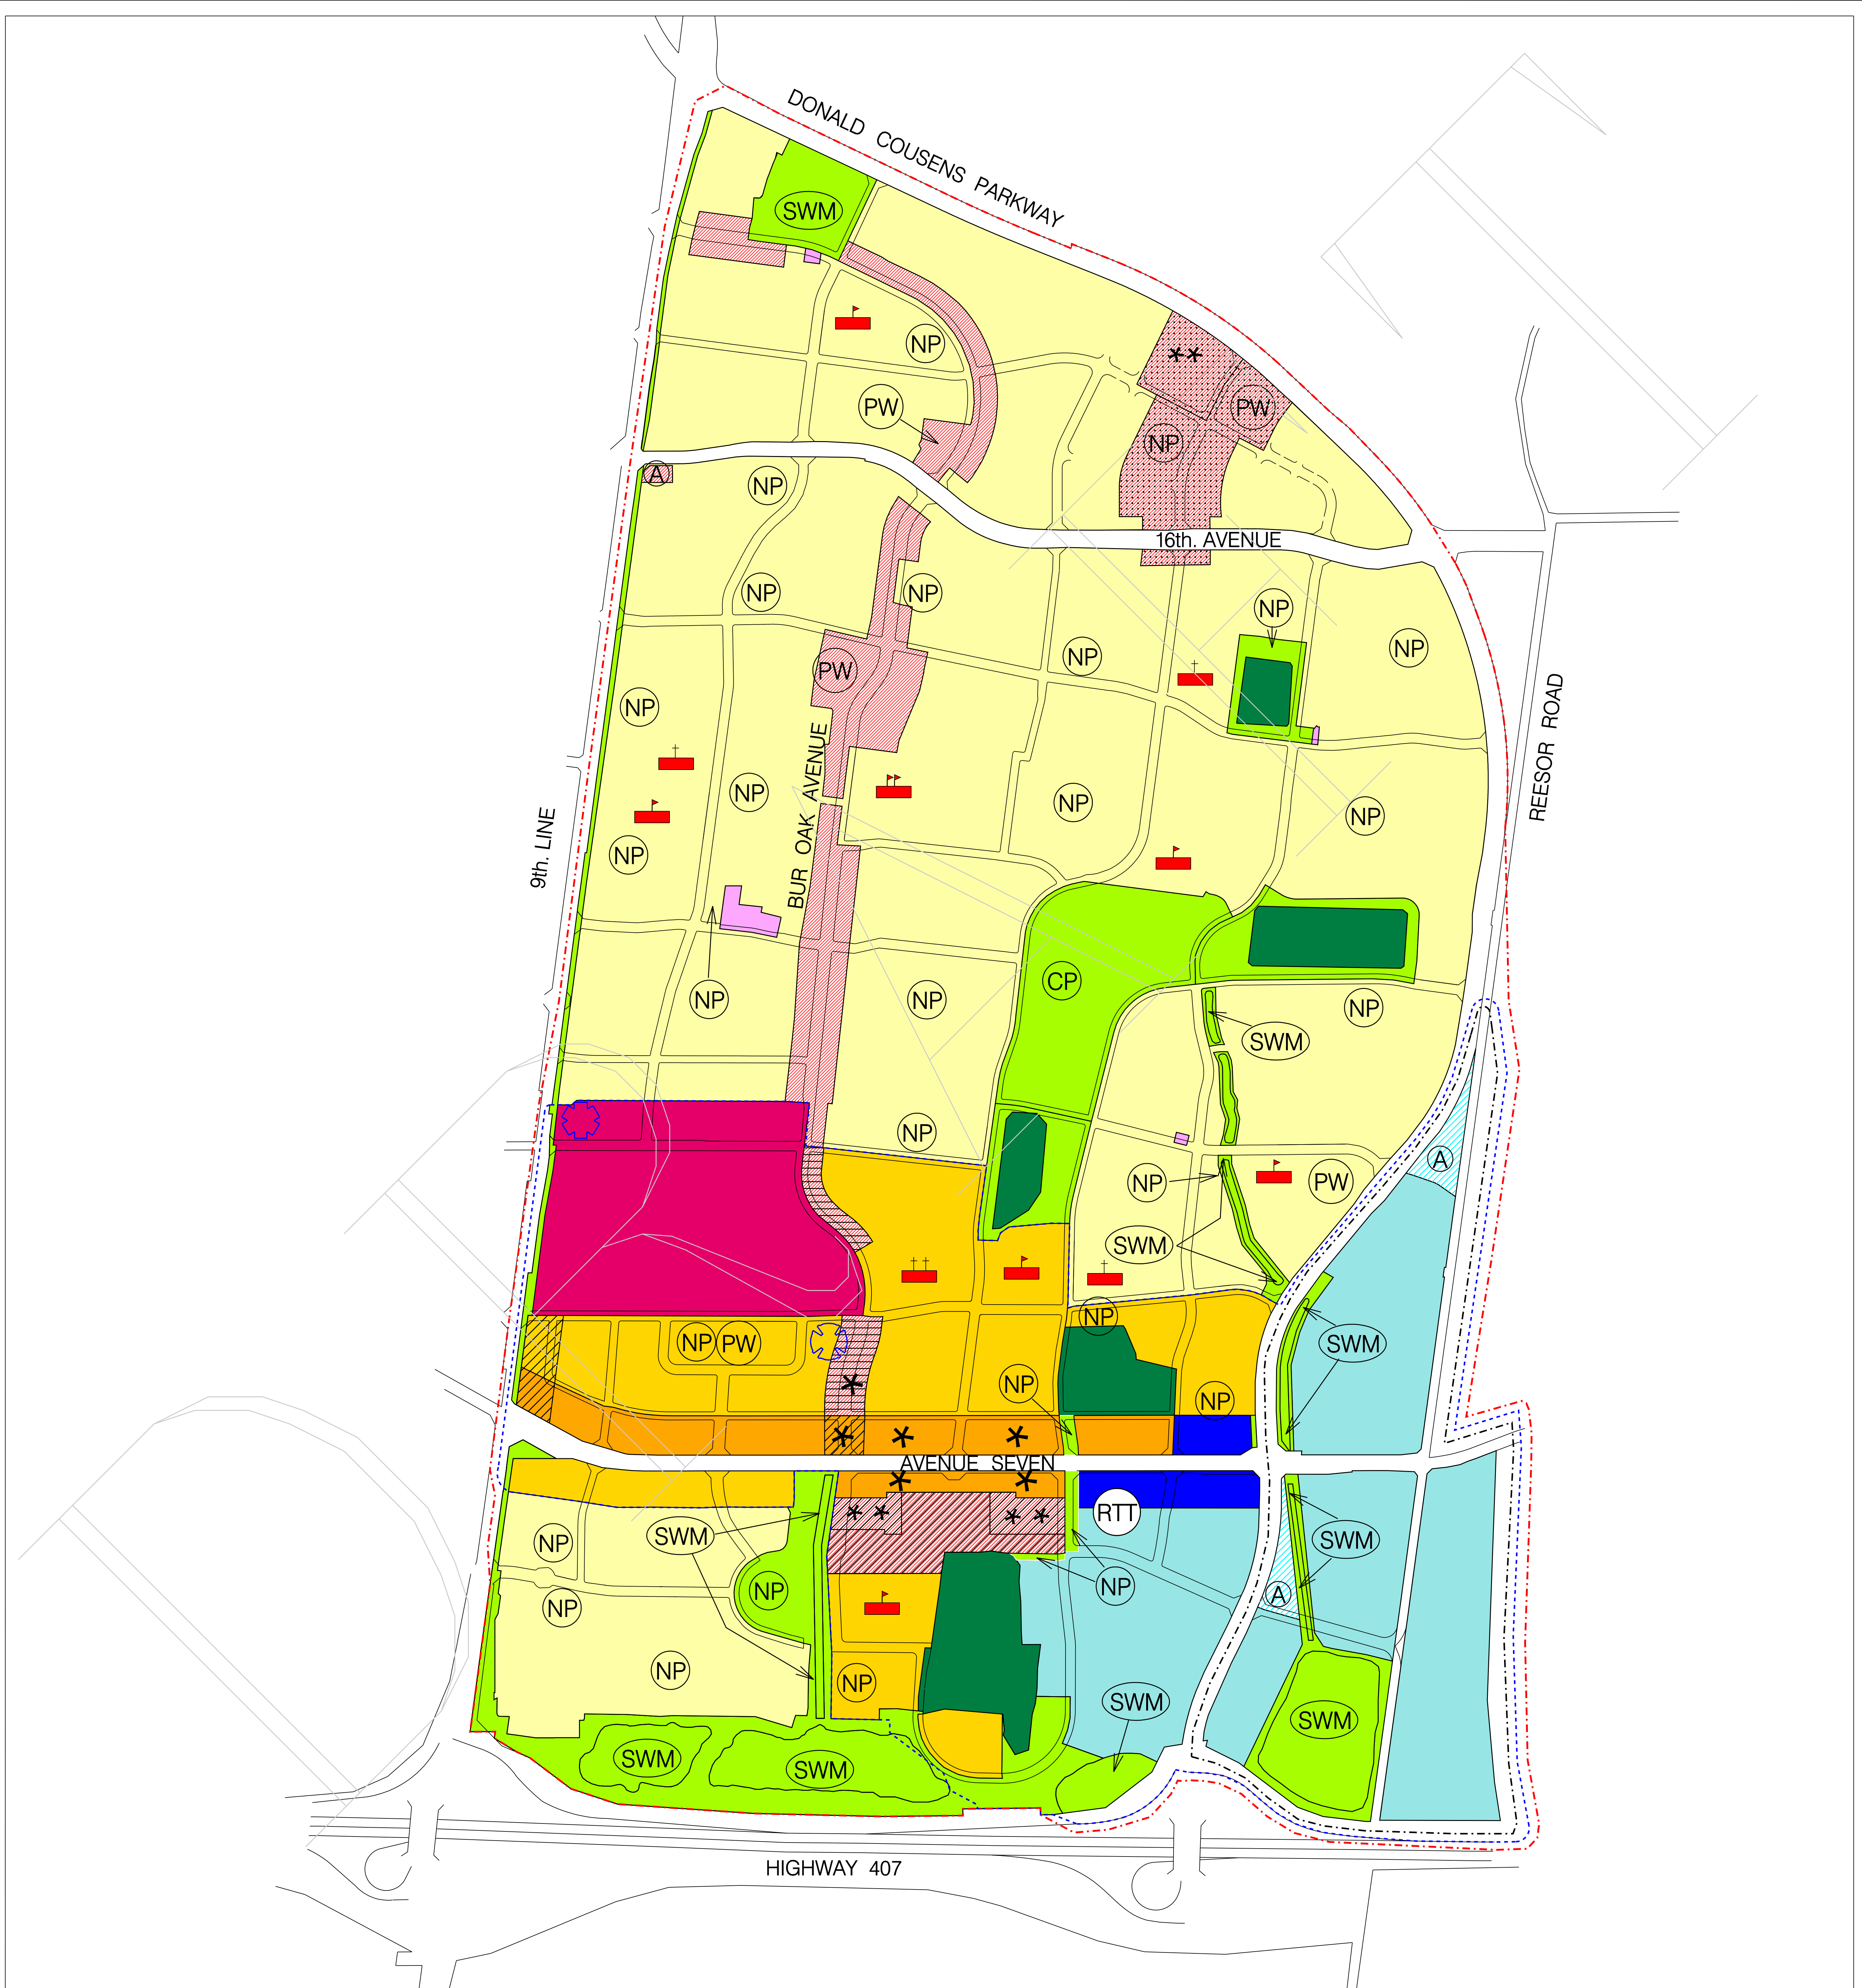 DONALD COUSENS PARKWAY
SWM
NP
PW
**
PW
NP
A
NP
16th. AVENUE
NP
NP
NP
NP
NP
PW
NP
REESOR ROAD
BUR OAK AVENUE
NP
NP
NP
9th. LINE
NP
CP
NP
NP
NP
SWM
NP
A
NP
PW
SWM
NP
NP
PW
SWM
NP
*
NP
*
*
*
AVENUE SEVEN
*
*
**
**
RTT
NP
SWM
SWM
NP
NP
A
NP
NP
NP
SWM
SWM
SWM
SWM
HIGHWAY 407